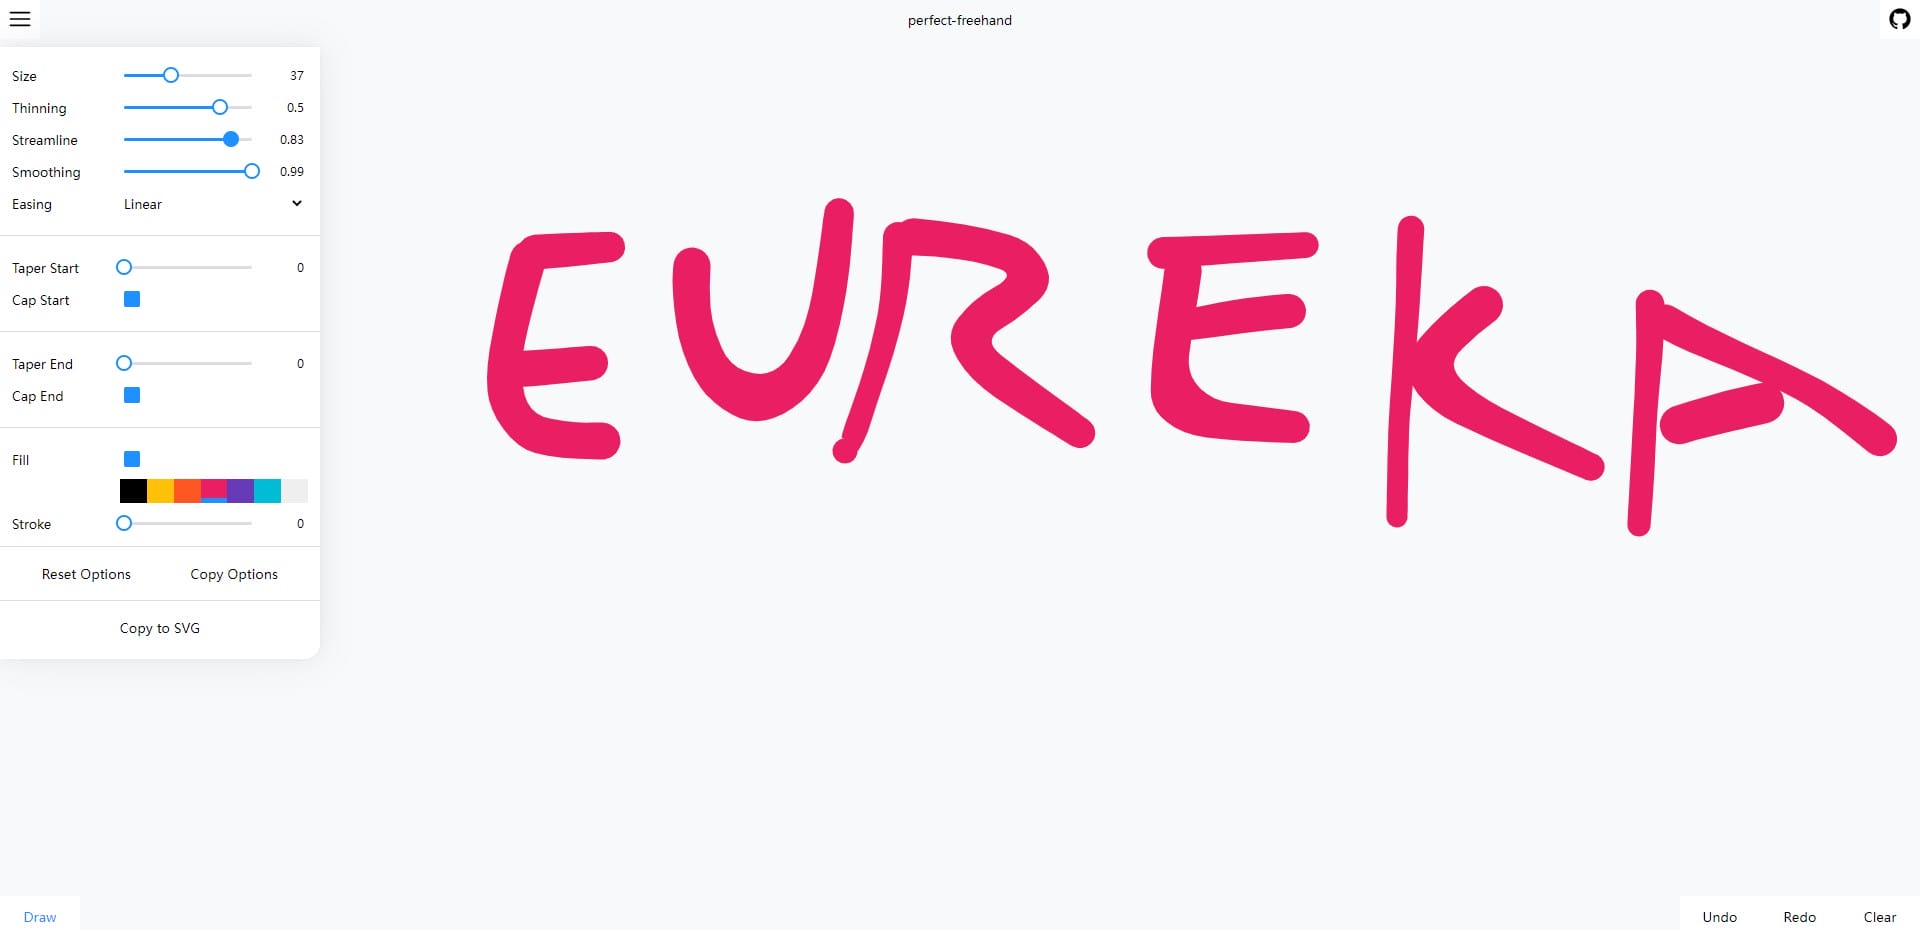 perfect-freehand
Size 37
Thinning 0.5
Streamline 0.83
Smoothing 0.99
Easing Linear
Taper Start 0
Cap Start
Taper End 0
Cap End
Fill
Stroke 0
Reset Options Copy Options
Copy to SVG
EUREKA
Draw Undo Redo Clear